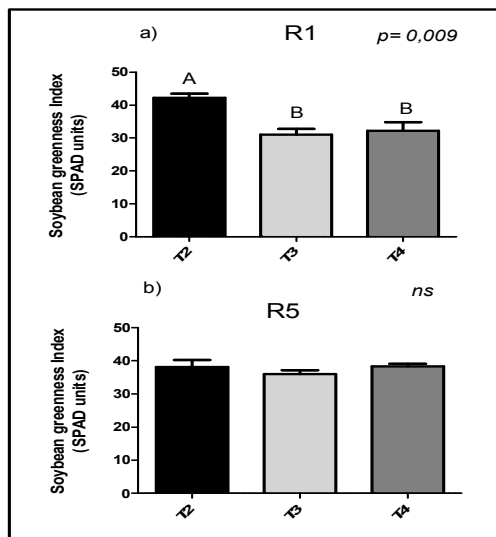 a) R1 p= 0,009
Soybean greenness Index
(SPAD units)
50
40
30
20
10
0
A
B
B
T2
T3
T4
b) ns
R5
Soybean greenness Index
(SPAD units)
50
40
30
20
10
0
T2
T3
T4